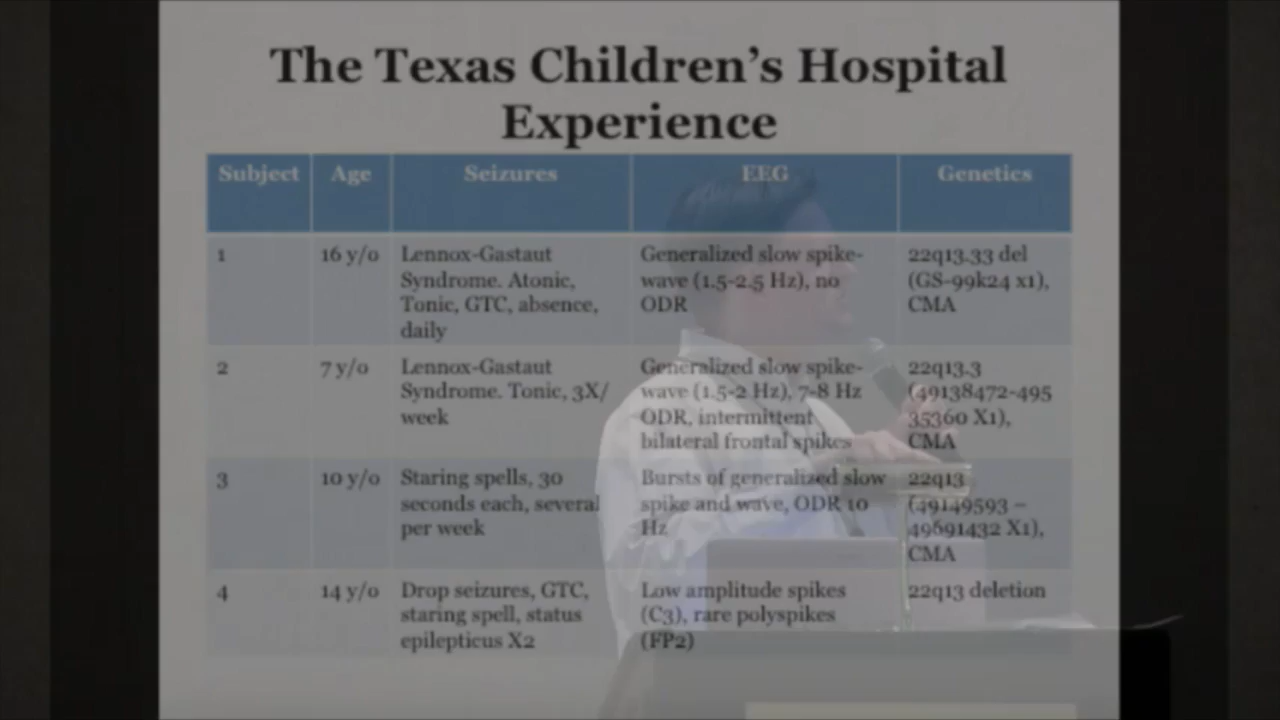 The Texas Children's Hospital
Experience
Subject Age Seizures EEG Genetics
1 16 y/o Lennox-Gastaut Generalized slow spike- 22q13.33 del
Syndrome. Atonic, wave (1.5-2.5 Hz), no (GS-99k24 x1),
Tonic, GTC, absence, ODR CMA
daily
2 7 y/o Lennox-Gastaut Generalized slow spike- 22q13.3
Syndrome. Tonic, 3X/ wave (1.5-2 Hz), 7-8 Hz (49138472-495
week ODR, intermittent 35360 X1),
bilateral frontal spikes CMA
3 10 y/o Staring spells, 30 Bursts of generalized slow 22q13
seconds each, several spike and wave, ODR 10 (49149593 –
per week Hz 49691432 X1),
CMA
4 14 y/o Drop seizures, GTC, Low amplitude spikes 22q13 deletion
staring spell, status (C3), rare polyspikes
epilepticus X2 (FP2)